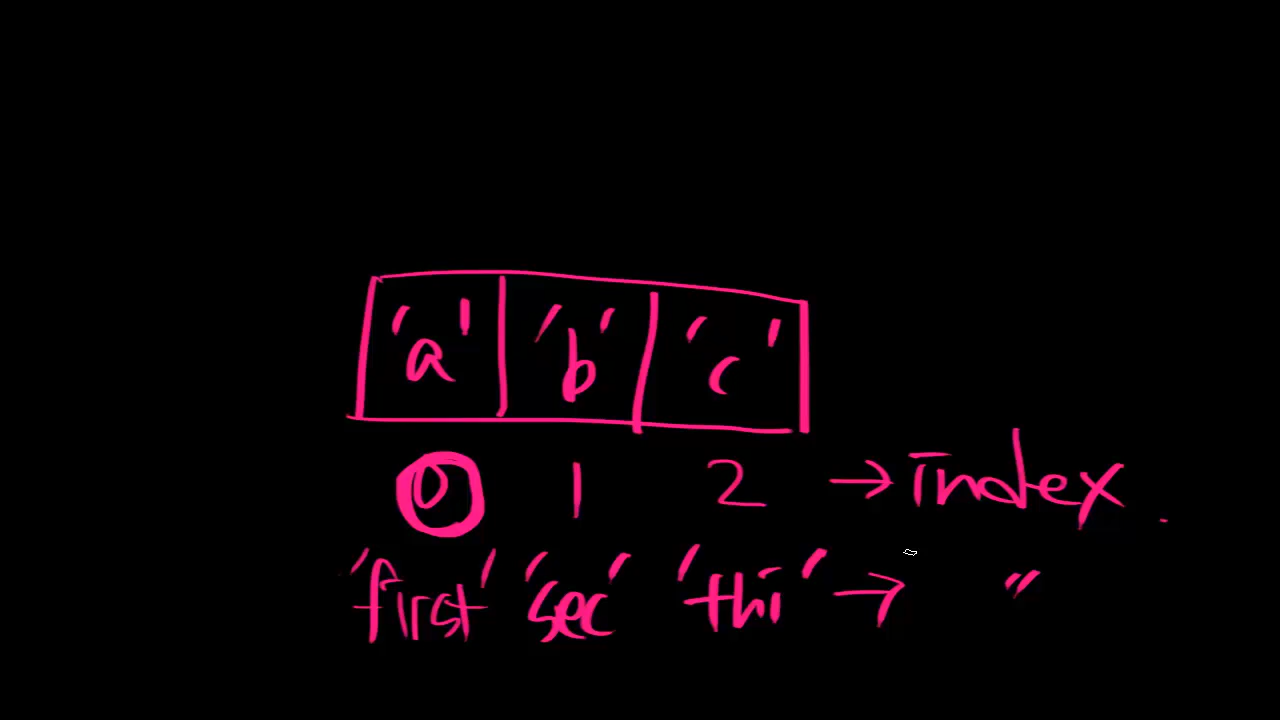 'a' 'b' 'c'
0 1 2 → index.
'first' 'sec' 'thi' → "